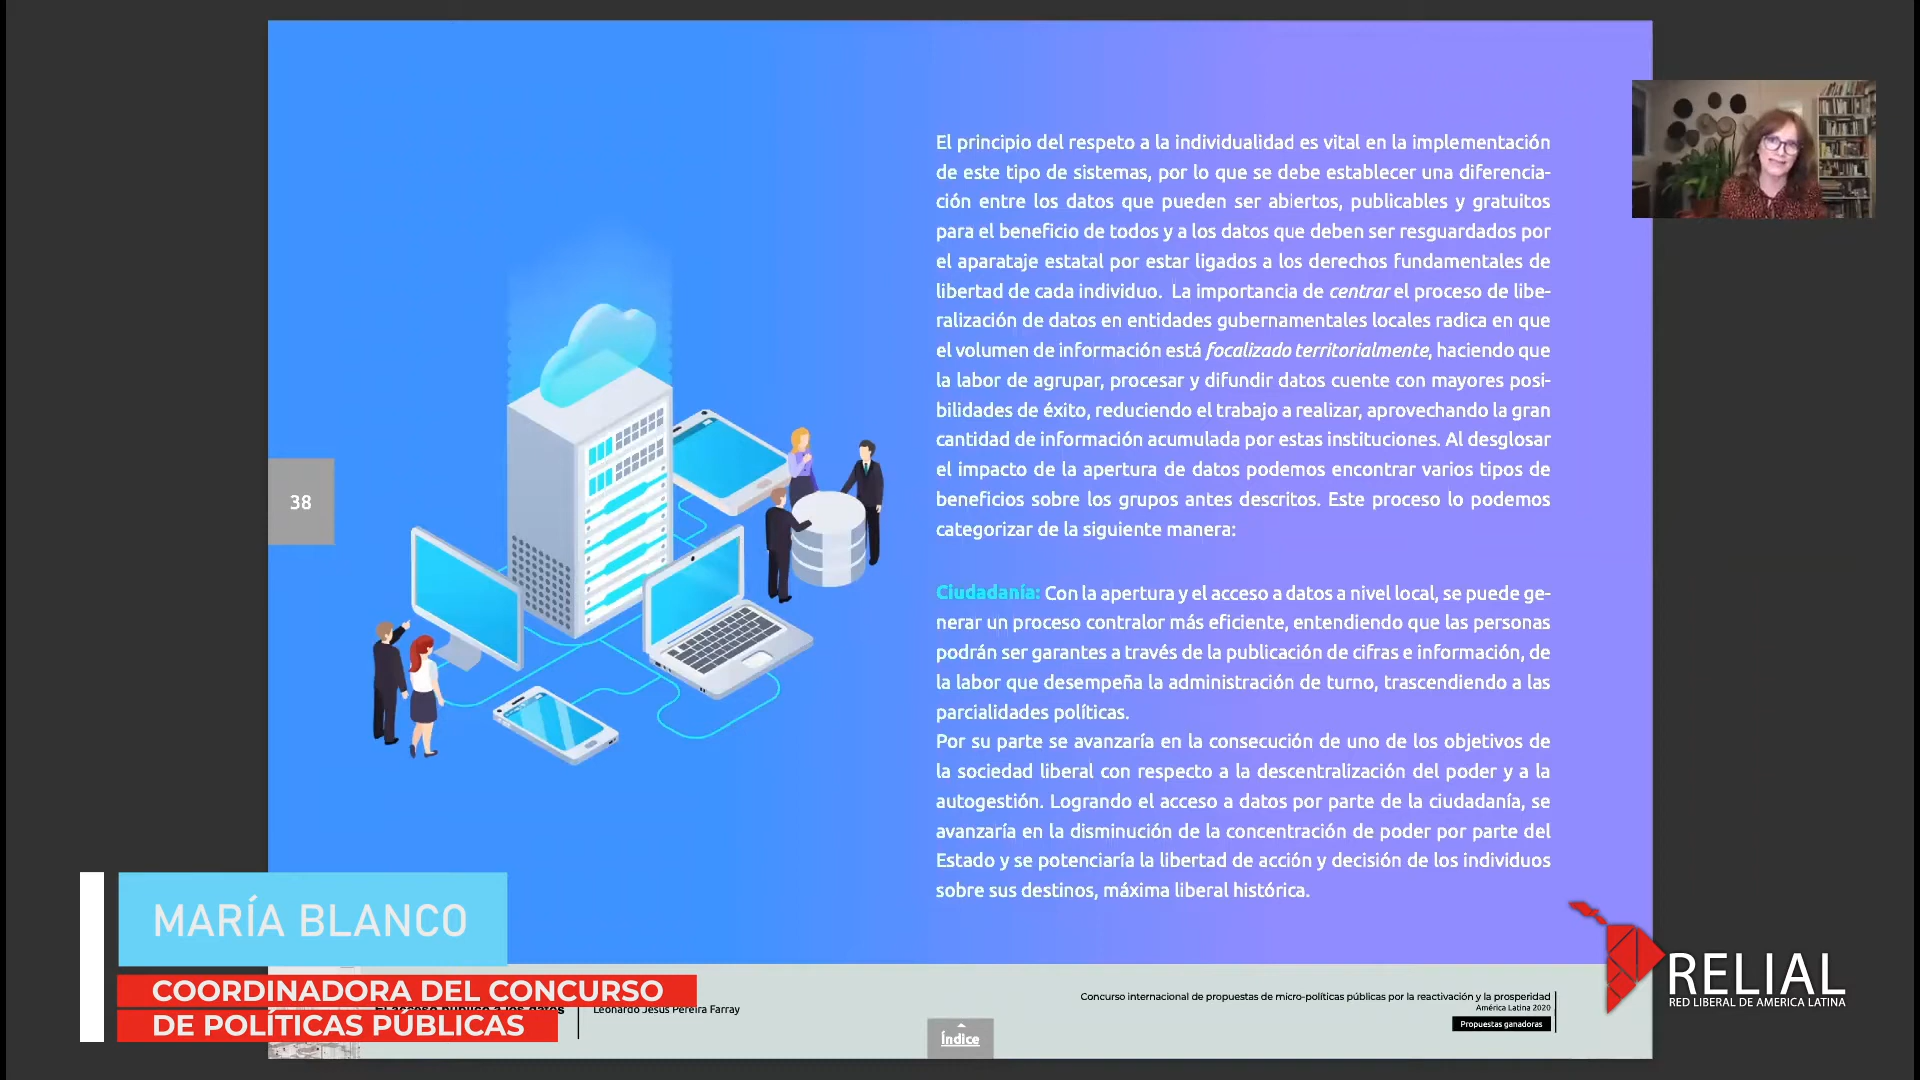 El principio del respeto a la individualidad es vital en la implementación
de este tipo de sistemas, por lo que se debe establecer una diferencia-
ción entre los datos que pueden ser abiertos, publicables y gratuitos
para el beneficio de todos y a los datos que deben ser resguardados por
el aparataje estatal por estar ligados a los derechos fundamentales de
libertad de cada individuo. La importancia de centrar el proceso de libe-
ralización de datos en entidades gubernamentales locales radica en que
el volumen de información está focalizado territorialmente, haciendo que
la labor de agrupar, procesar y difundir datos cuente con mayores posi-
bilidades de éxito, reduciendo el trabajo a realizar, aprovechando la gran
cantidad de información acumulada por estas instituciones. Al desglosar
el impacto de la apertura de datos podemos encontrar varios tipos de
beneficios sobre los grupos antes descritos. Este proceso lo podemos
categorizar de la siguiente manera:
38
Ciudadanía: Con la apertura y el acceso a datos a nivel local, se puede ge-
nerar un proceso contralor más eficiente, entendiendo que las personas
podrán ser garantes a través de la publicación de cifras e información, de
la labor que desempeña la administración de turno, trascendiendo a las
parcialidades políticas.
Por su parte se avanzaría en la consecución de uno de los objetivos de
la sociedad liberal con respecto a la descentralización del poder y a la
autogestión. Logrando el acceso a datos por parte de la ciudadanía, se
avanzaría en la disminución de la concentración de poder por parte del
Estado y se potenciaría la libertad de acción y decisión de los individuos
sobre sus destinos, máxima liberal histórica.
MARÍA BLANCO
COORDINADORA DEL CONCURSO
DE POLÍTICAS PÚBLICAS
El acceso público a los datos
Leonardo Jesús Pereira Farray
Índice
Concurso internacional de propuestas de micro-políticas públicas por la reactivación y la prosperidad
América Latina 2020
Propuestas ganadoras
RELIAL
RED LIBERAL DE AMÉRICA LATINA